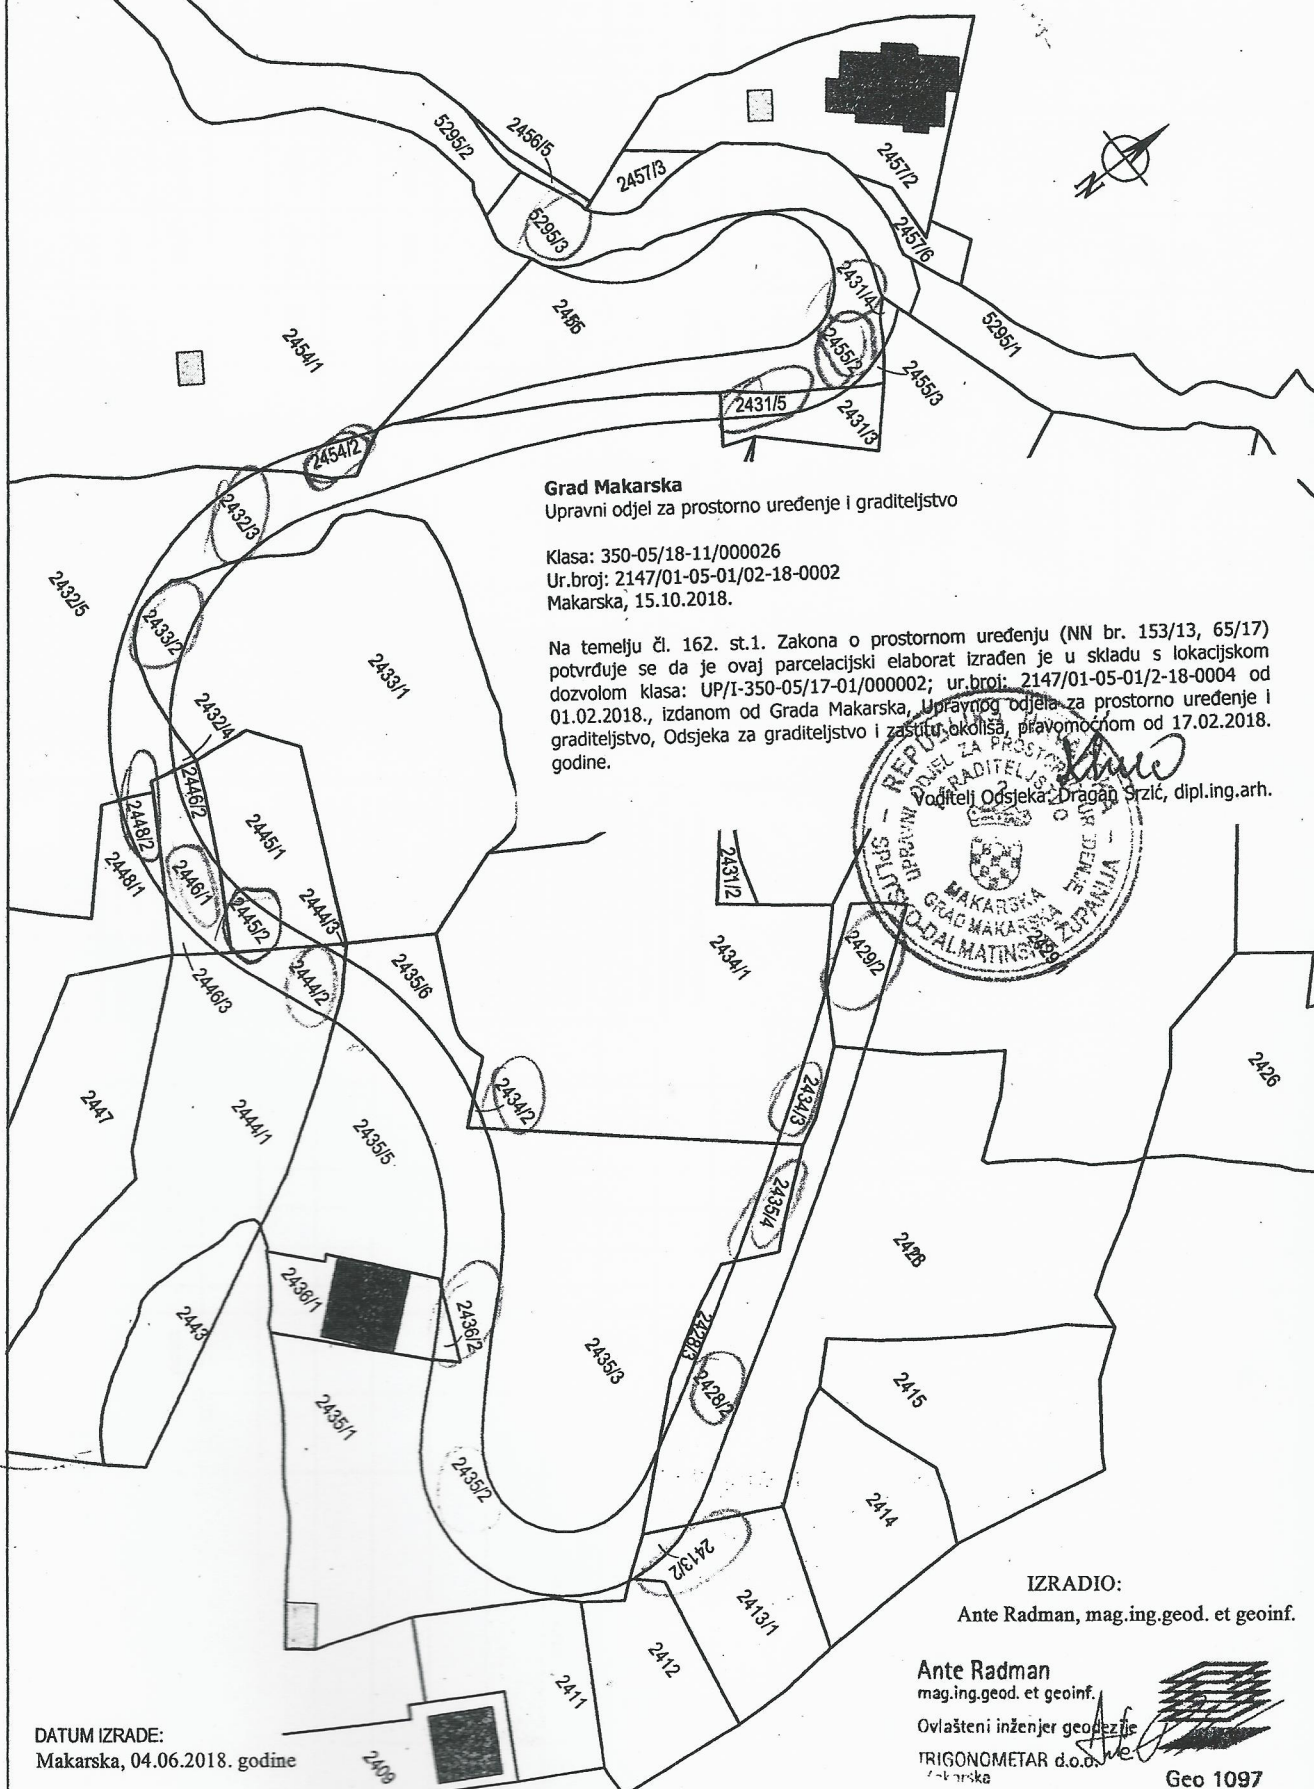 5295/2
2456/5
2457/3
2457/2
N
5295/3
2457/6
2431/4
2454/1
2455/2
5295/1
2455/3
2431/5
2431/3
2454/2
2432/3
Grad Makarska
Upravni odjel za prostorno uređenje i graditeljstvo
Klasa: 350-05/18-11/000026
Ur.broj: 2147/01-05-01/02-18-0002
Makarska, 15.10.2018.
Na temelju čl. 162. st.1. Zakona o prostornom uređenju (NN br. 153/13, 65/17)
potvrđuje se da je ovaj parcelacijski elaborat izrađen je u skladu s lokacijskom
dozvolom klasa: UP/I-350-05/17-01/000002; ur.broj: 2147/01-05-01/2-18-0004 od
01.02.2018., izdanom od Grada Makarska, Upravnog odjela za prostorno uređenje i
graditeljstvo, Odsjeka za graditeljstvo i zaštitu okoliša, pravomoćnom od 17.02.2018.
godine.
Voditelj Odsjeka: Dragan Srzić, dipl.ing.arh.
SPLITSKO-DALMATINSKA ŽUPANIJA
GRAD MAKARSKA
MAKARSKA
2432/5
2433/2
2433/1
2432/4
2446/2
2448/2
2445/1
2448/1
2446/1
2445/2
2444/3
2431/2
2434/1
2429/2
2446/3
2444/2
2435/6
2426
2447
2444/1
2435/5
2434/2
2434/3
2435/4
2428
2443
2436/1
2436/2
2428/3
2435/3
2428/2
2415
2435/1
2435/2
2414
2413/2
2413/1
2412
2411
2409
IZRADIO:
Ante Radman, mag.ing.geod. et geoinf.
Ante Radman
mag.ing.geod. et geoinf.
Ovlašteni inženjer geodezije
TRIGONOMETAR d.o.o.
Geo 1097
DATUM IZRADE:
Makarska, 04.06.2018. godine